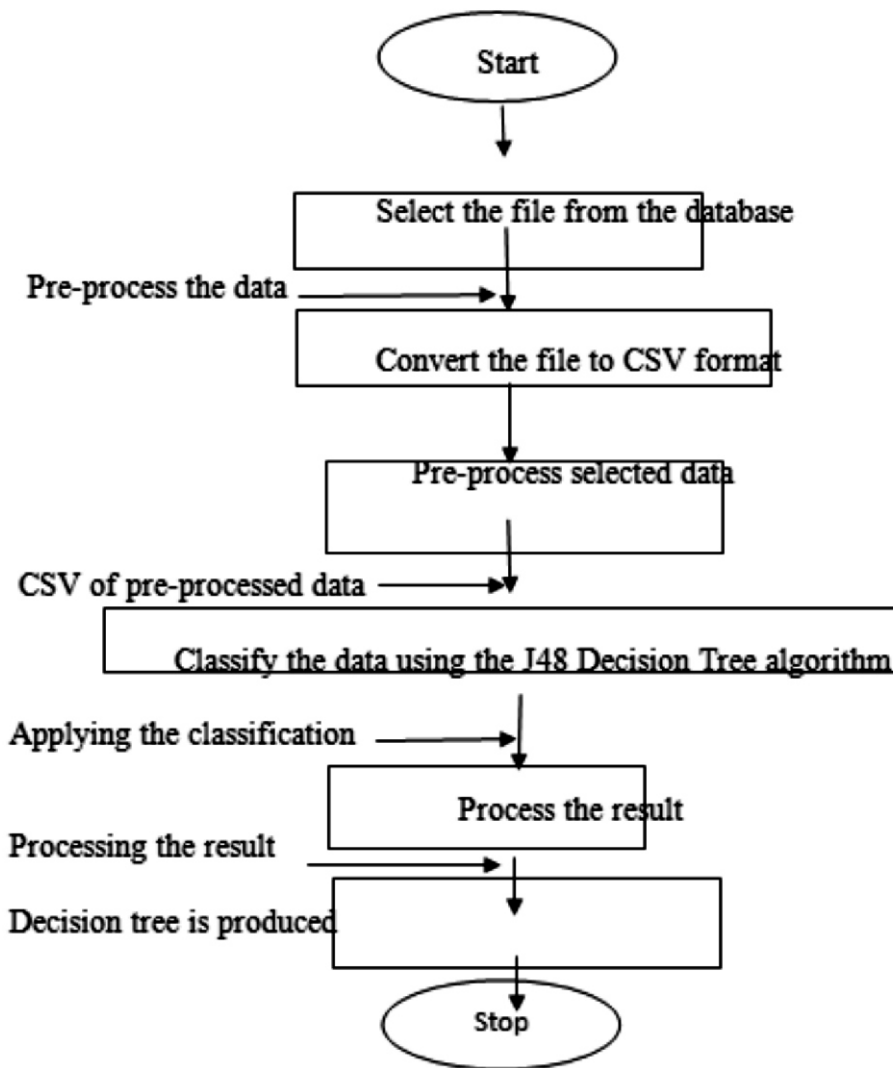 Start
Select the file from the database
Pre-process the data
Convert the file to CSV format
Pre-process selected data
CSV of pre-processed data
Classify the data using the J48 Decision Tree algorithm
Applying the classification
Process the result
Processing the result
Decision tree is produced
Stop